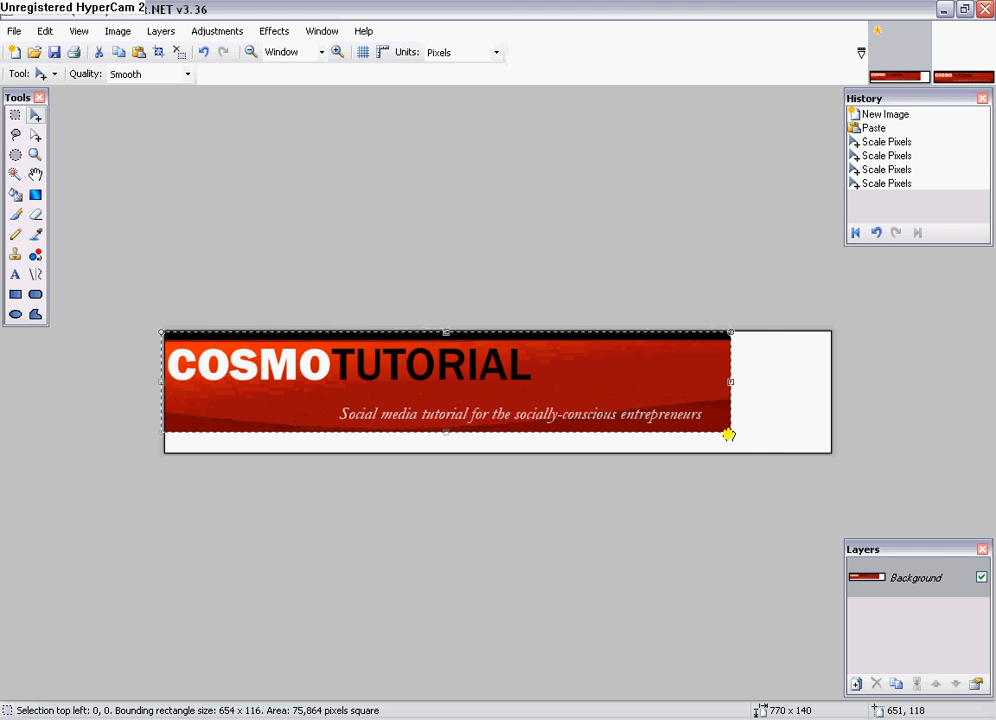 Unregistered HyperCam 2 .NET v3.36
File Edit View Image Layers Adjustments Effects Window Help
Window Units: Pixels
Tool: Quality: Smooth
Tools
History
New Image
Paste
Scale Pixels
Scale Pixels
Scale Pixels
Scale Pixels
COSMOTUTORIAL
Social media tutorial for the socially-conscious entrepreneurs
Layers
Background
Selection top left: 0, 0. Bounding rectangle size: 654 x 116. Area: 75,864 pixels square 770 x 140 651, 118